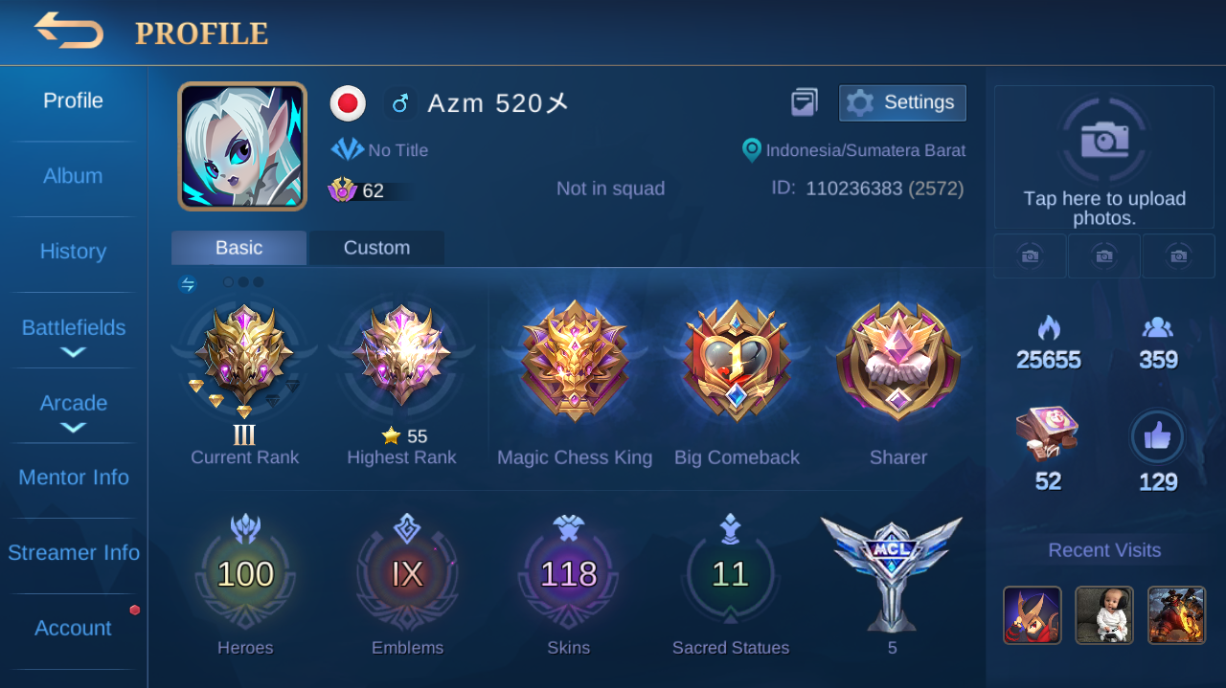 PROFILE
Profile
Album
History
Battlefields
Arcade
Mentor Info
Streamer Info
Account
Azm 520メ
Settings
No Title
Indonesia/Sumatera Barat
62
Not in squad
ID: 110236383 (2572)
Basic
Custom
III
Current Rank
55
Highest Rank
Magic Chess King
Big Comeback
Sharer
100
Heroes
IX
Emblems
118
Skins
11
Sacred Statues
MCL
5
Tap here to upload
photos.
25655
359
52
129
Recent Visits